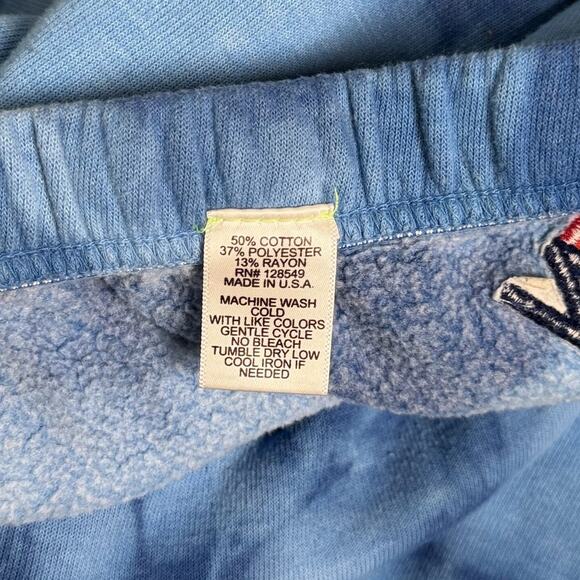 50% COTTON
37% POLYESTER
13% RAYON
RN# 128549
MADE IN U.S.A.
MACHINE WASH
COLD
WITH LIKE COLORS
GENTLE CYCLE
NO BLEACH
TUMBLE DRY LOW
COOL IRON IF
NEEDED